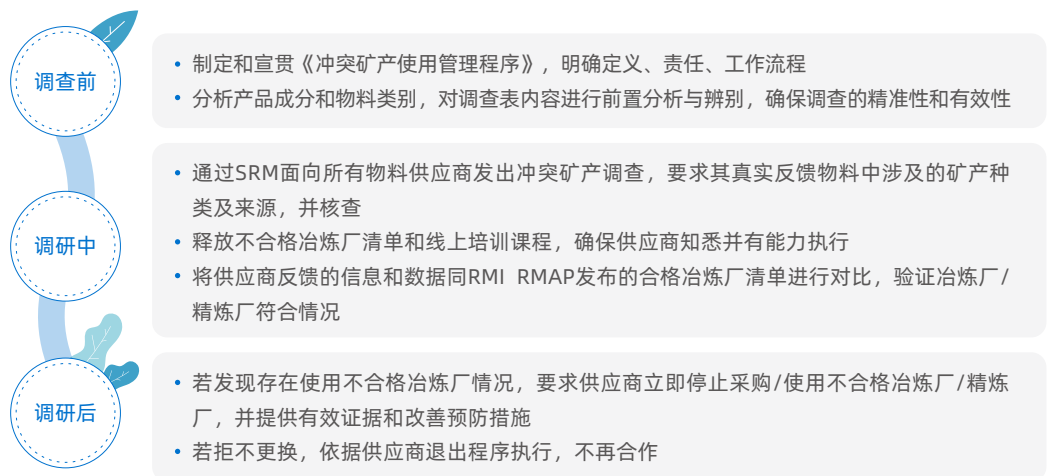 调查前
• 制定和宣贯《冲突矿产使用管理程序》，明确定义、责任、工作流程
• 分析产品成分和物料类别，对调查表内容进行前置分析与辨别，确保调查的精准性和有效性
调研中
• 通过SRM面向所有物料供应商发出冲突矿产调查，要求其真实反馈物料中涉及的矿产种
类及来源，并核查
• 释放不合格冶炼厂清单和线上培训课程，确保供应商知悉并有能力执行
• 将供应商反馈的信息和数据同RMI RMAP发布的合格冶炼厂清单进行对比，验证冶炼厂/
精炼厂符合情况
调研后
• 若发现存在使用不合格冶炼厂情况，要求供应商立即停止采购/使用不合格冶炼厂/精炼
厂，并提供有效证据和改善预防措施
• 若拒不更换，依据供应商退出程序执行，不再合作